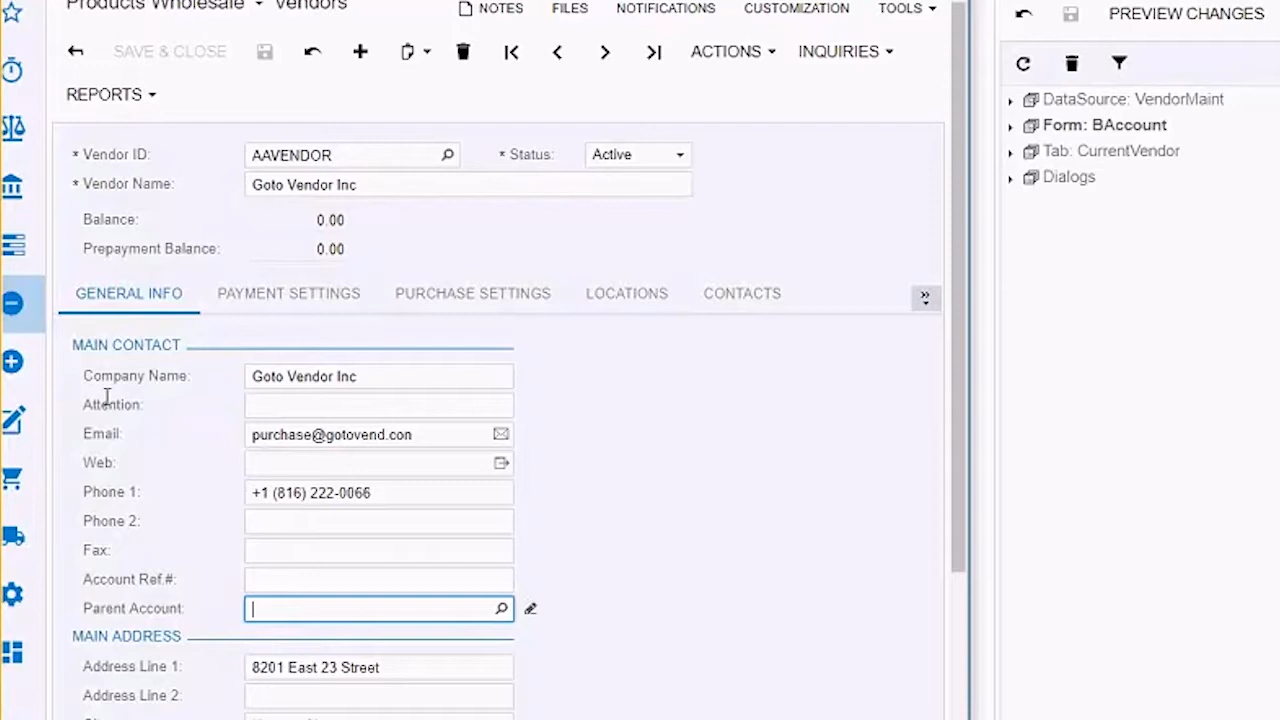 Products Wholesale Vendors
NOTES FILES NOTIFICATIONS CUSTOMIZATION TOOLS
SAVE & CLOSE ACTIONS INQUIRIES
REPORTS
* Vendor ID: AAVENDOR * Status: Active
* Vendor Name: Goto Vendor Inc
Balance: 0.00
Prepayment Balance: 0.00
GENERAL INFO PAYMENT SETTINGS PURCHASE SETTINGS LOCATIONS CONTACTS
MAIN CONTACT
Company Name: Goto Vendor Inc
Attention:
Email: purchase@gotovend.con
Web:
Phone 1: +1 (816) 222-0066
Phone 2:
Fax:
Account Ref.#:
Parent Account:
MAIN ADDRESS
Address Line 1: 8201 East 23 Street
Address Line 2:
PREVIEW CHANGES
DataSource: VendorMaint
Form: BAccount
Tab: CurrentVendor
Dialogs